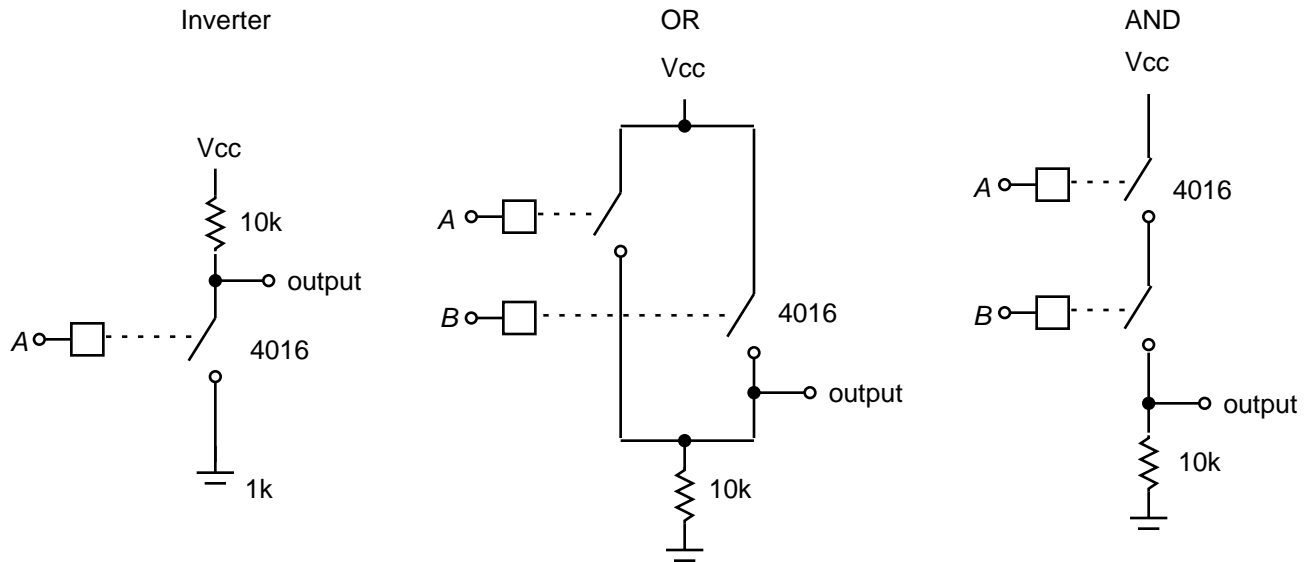 Inverter
Vcc
10k
output
A
4016
1k
OR
Vcc
A
B
4016
output
10k
AND
Vcc
A
4016
B
output
10k